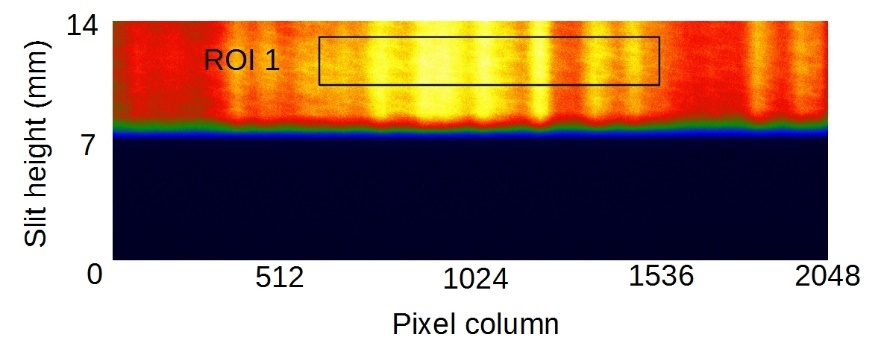 14
ROI 1
Slit height (mm)
7
0
512
1024
1536
2048
Pixel column